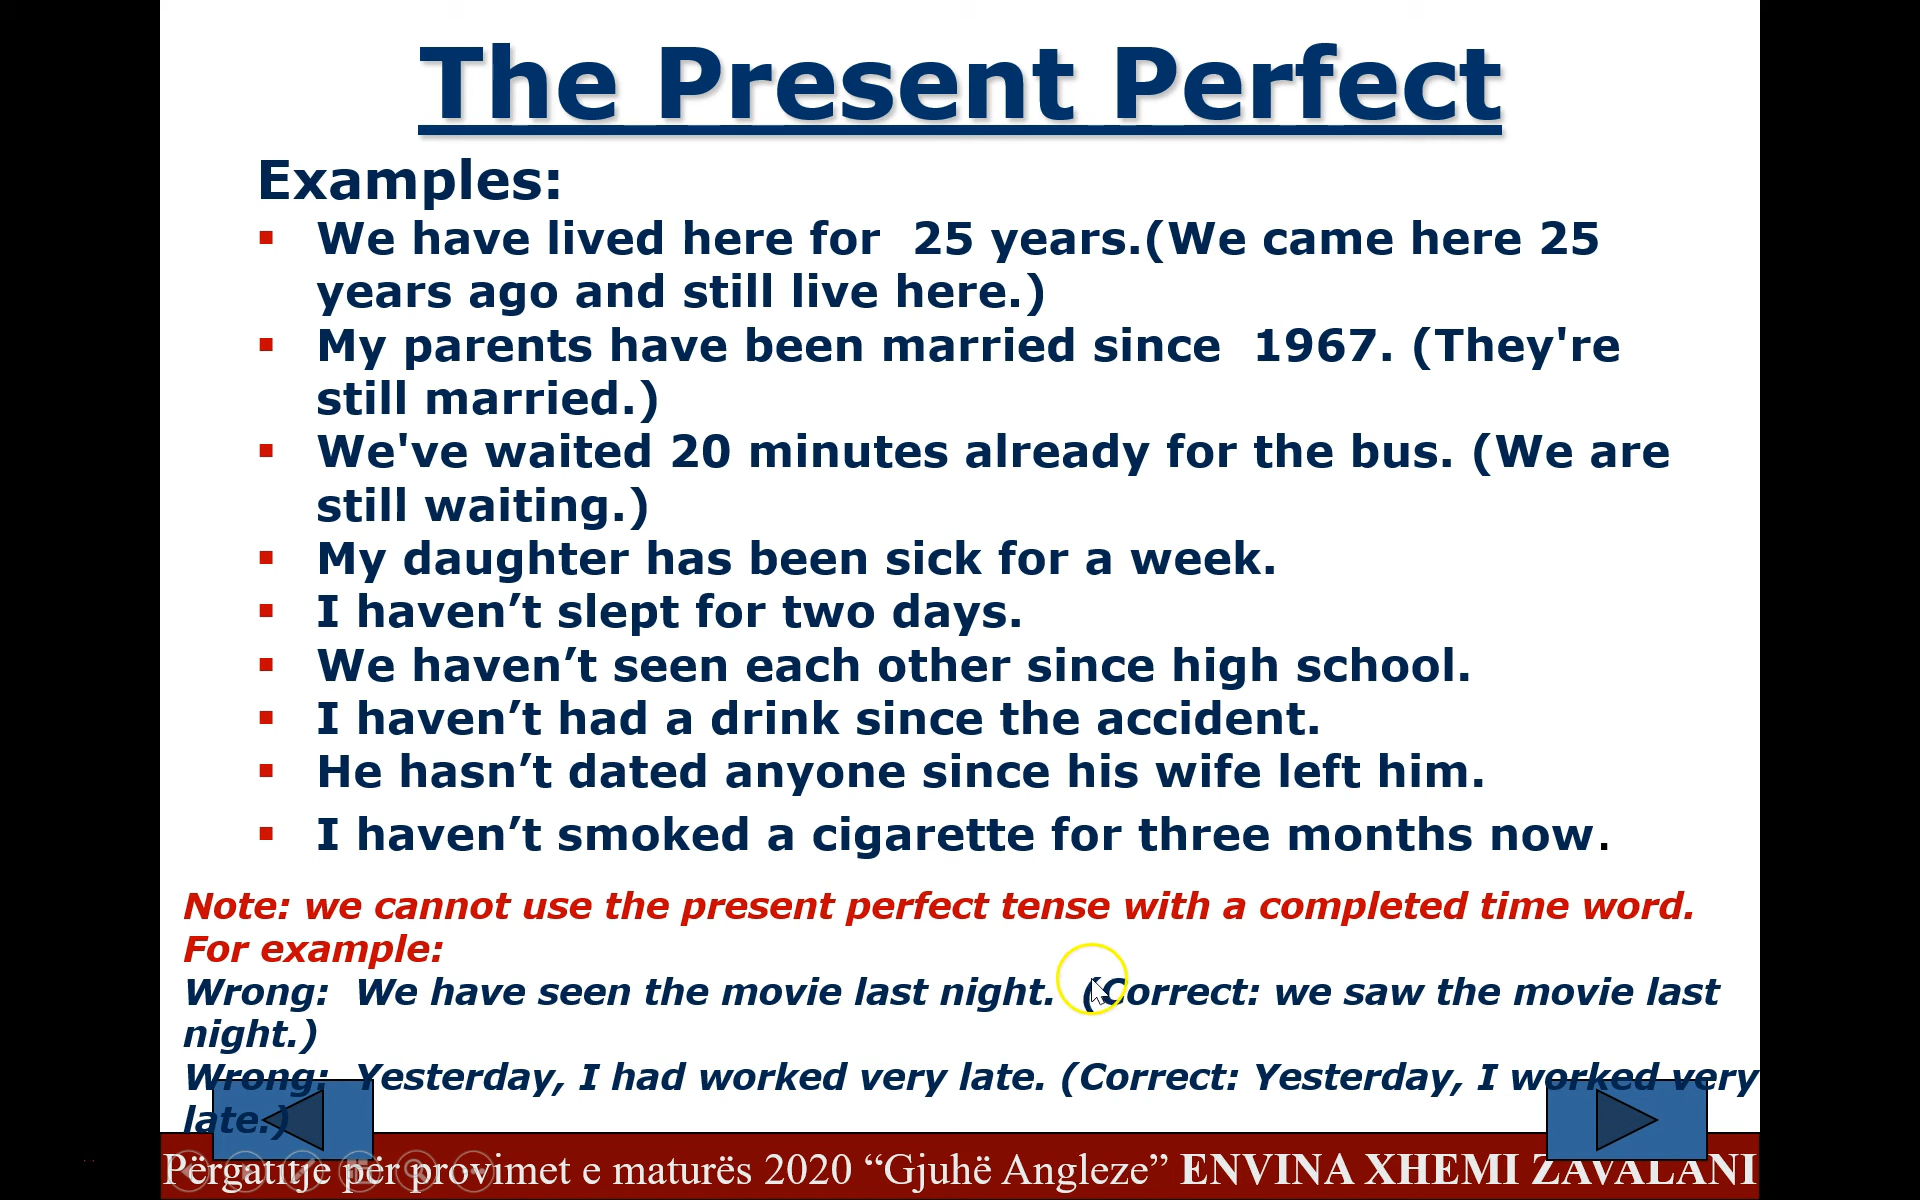 The Present Perfect
Examples:
▪ We have lived here for  25 years.(We came here 25
years ago and still live here.)
▪ My parents have been married since  1967. (They're
still married.)
▪ We've waited 20 minutes already for the bus. (We are
still waiting.)
▪ My daughter has been sick for a week.
▪ I haven’t slept for two days.
▪ We haven’t seen each other since high school.
▪ I haven’t had a drink since the accident.
▪ He hasn’t dated anyone since his wife left him.
▪ I haven’t smoked a cigarette for three months now.
Note: we cannot use the present perfect tense with a completed time word.
For example:
Wrong:  We have seen the movie last night.  (Correct: we saw the movie last
night.)
Wrong:  Yesterday, I had worked very late. (Correct: Yesterday, I worked very
late.)
Përgatitje për provimet e maturës 2020 “Gjuhë Angleze” ENVINA XHEMI ZAVALANI